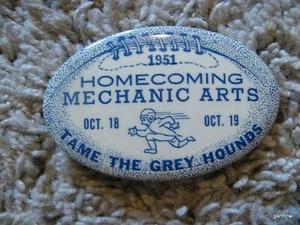 1951
HOMECOMING
MECHANIC ARTS
OCT. 18 OCT. 19
TAME THE GREY HOUNDS